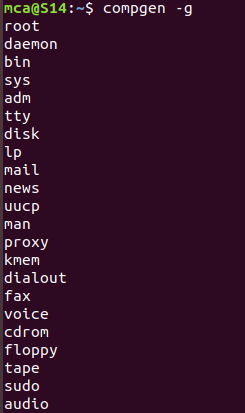 mca@S14:~$ compgen -g
root
daemon
bin
sys
adm
tty
disk
lp
mail
news
uucp
man
proxy
kmem
dialout
fax
voice
cdrom
floppy
tape
sudo
audio